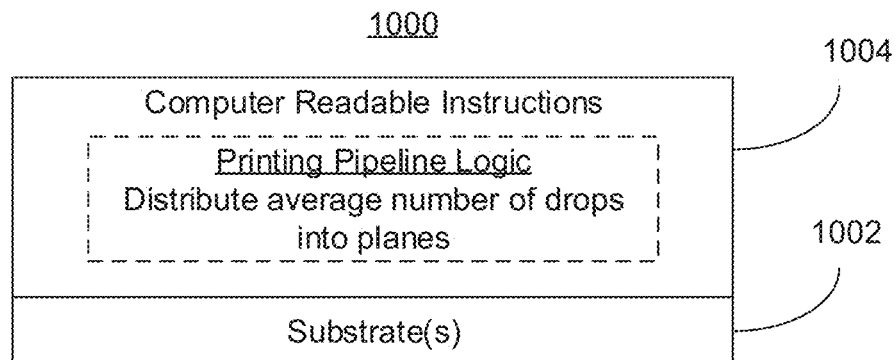 1000
1004
Computer Readable Instructions
Printing Pipeline Logic
Distribute average number of drops
into planes
1002
Substrate(s)